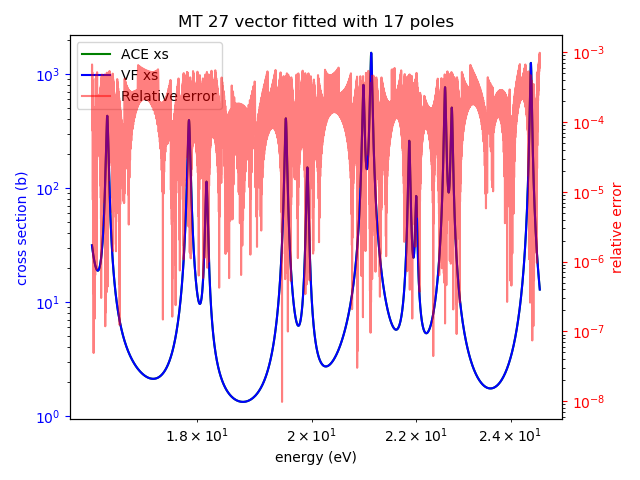 MT 27 vector fitted with 17 poles
ACE xs
VF xs
Relative error
10³
10²
10¹
10⁰
cross section (b)
10⁻³
10⁻⁴
10⁻⁵
10⁻⁶
10⁻⁷
10⁻⁸
relative error
1.8 × 10¹
2 × 10¹
2.2 × 10¹
2.4 × 10¹
energy (eV)